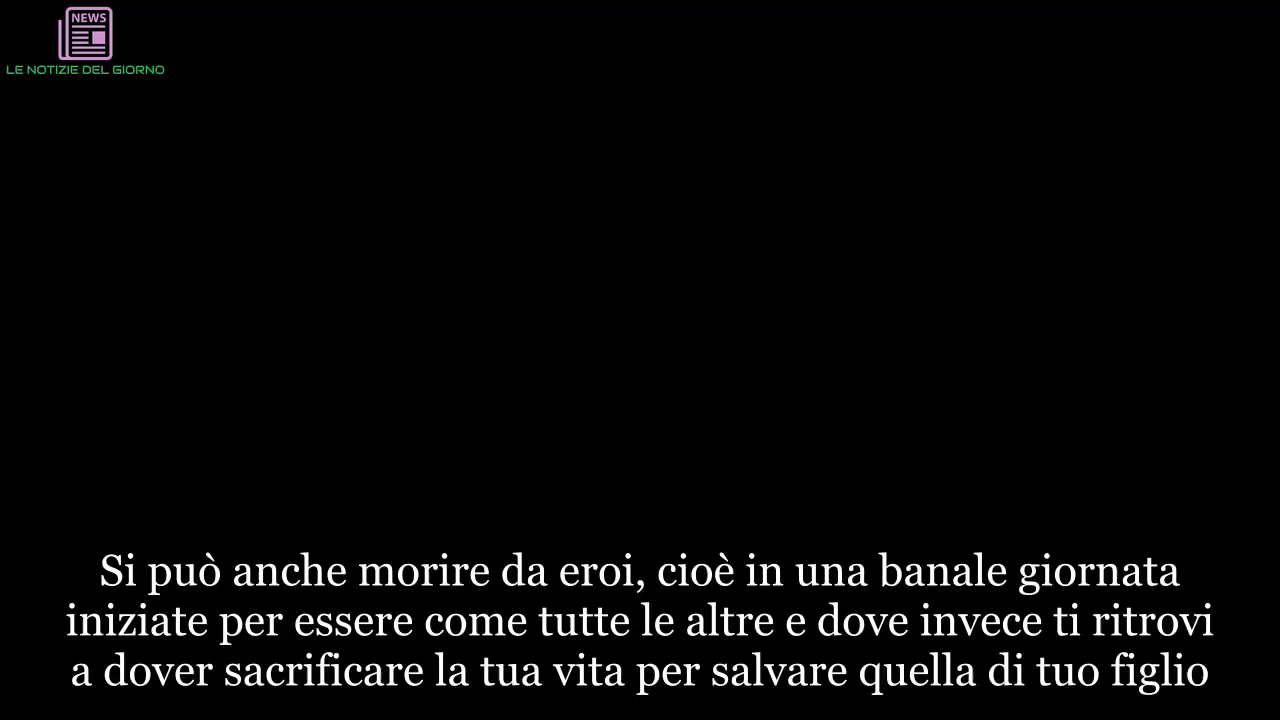 NEWS
LE NOTIZIE DEL GIORNO
Si può anche morire da eroi, cioè in una banale giornata
iniziate per essere come tutte le altre e dove invece ti ritrovi
a dover sacrificare la tua vita per salvare quella di tuo figlio